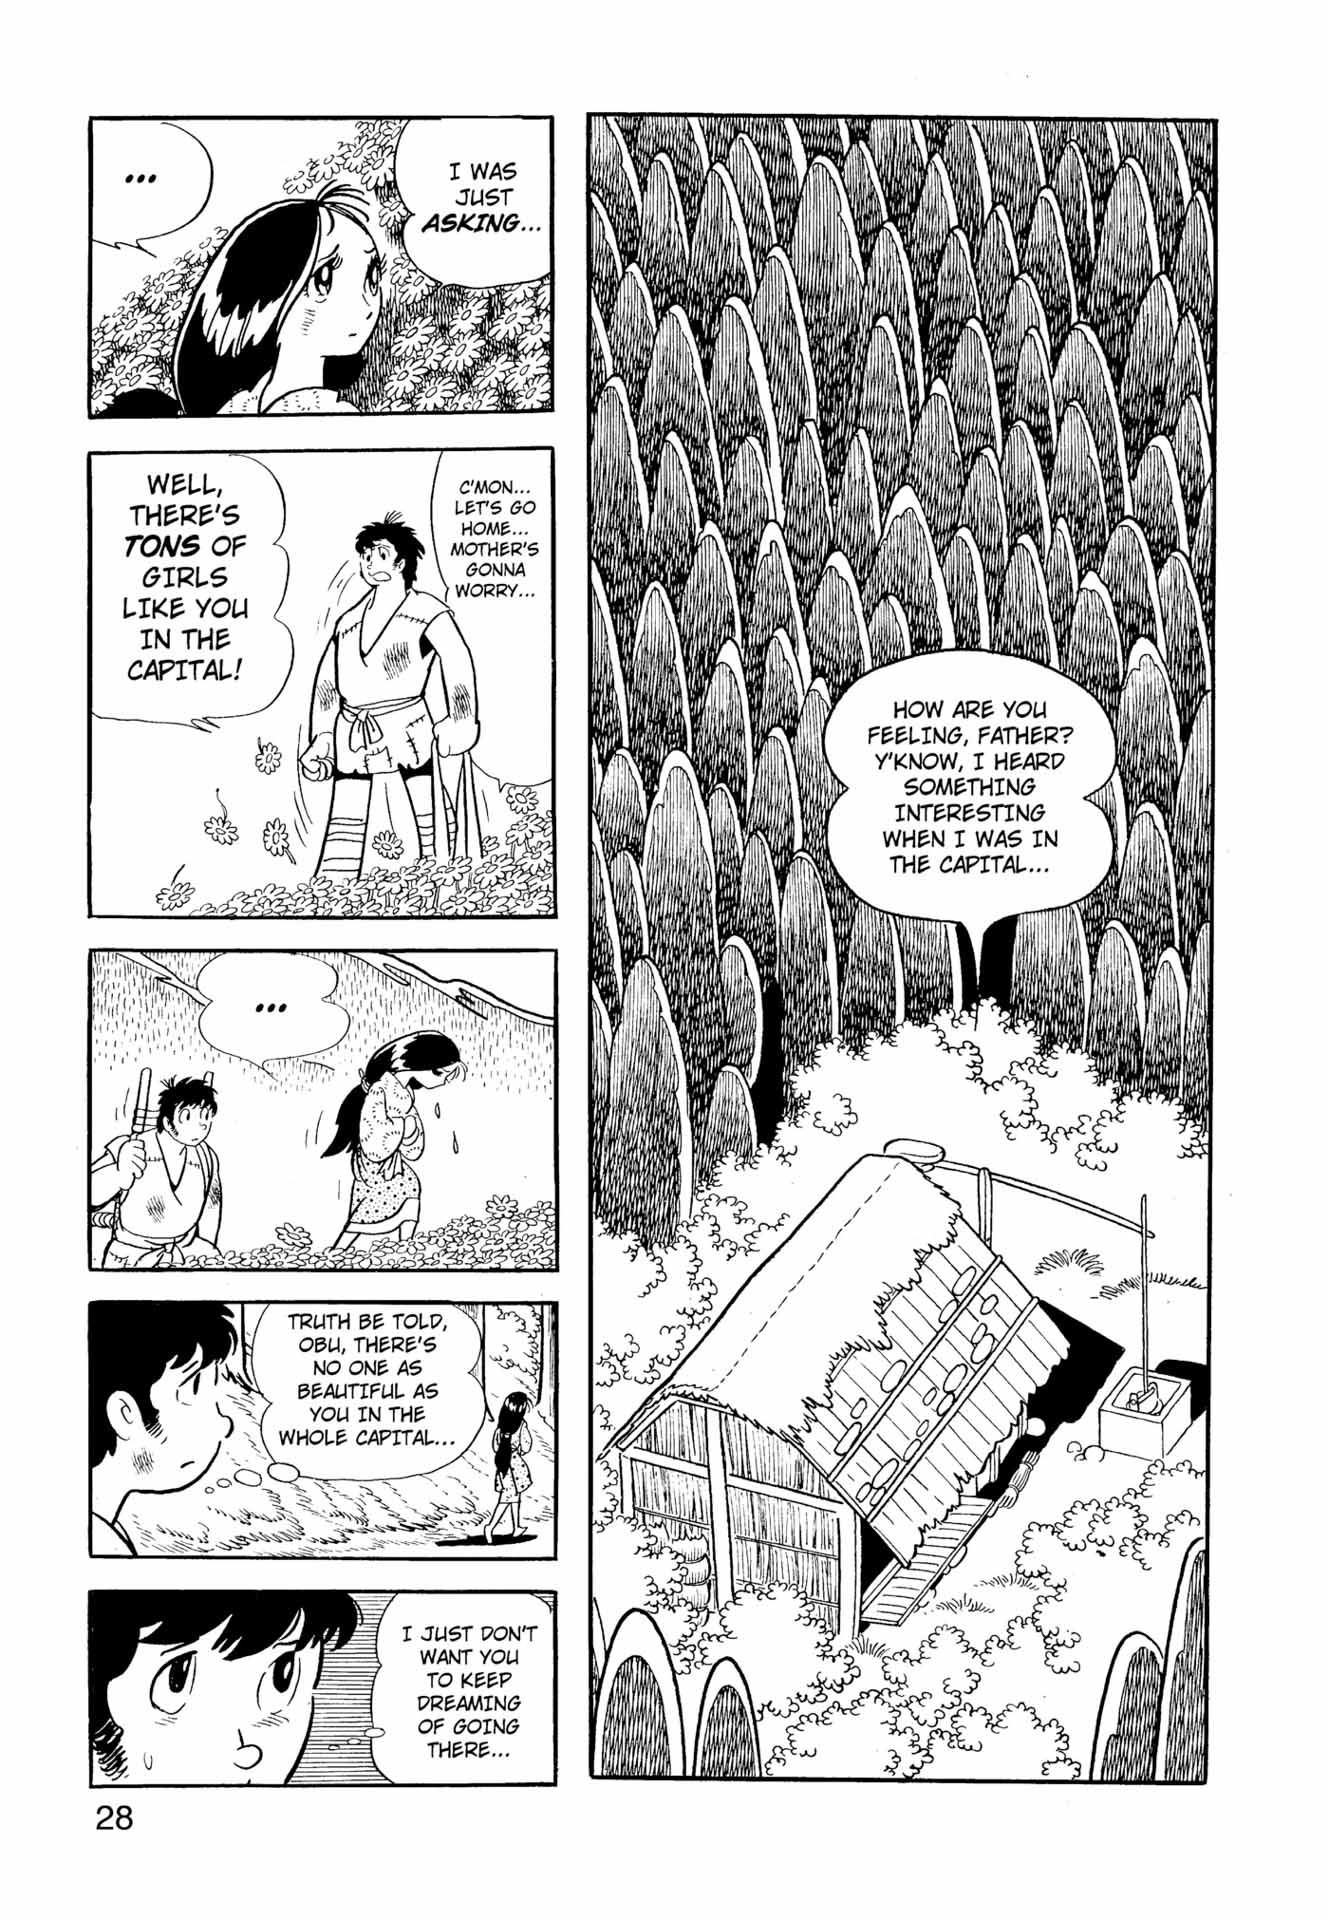 ...
I WAS
JUST
ASKING...
WELL,
THERE'S
TONS OF
GIRLS
LIKE YOU
IN THE
CAPITAL!
C'MON...
LET'S GO
HOME...
MOTHER'S
GONNA
WORRY...
...
TRUTH BE TOLD,
OBU, THERE'S
NO ONE AS
BEAUTIFUL AS
YOU IN THE
WHOLE CAPITAL...
I JUST DON'T
WANT YOU
TO KEEP
DREAMING
OF GOING
THERE...
HOW ARE YOU
FEELING, FATHER?
Y'KNOW, I HEARD
SOMETHING
INTERESTING
WHEN I WAS IN
THE CAPITAL...
28